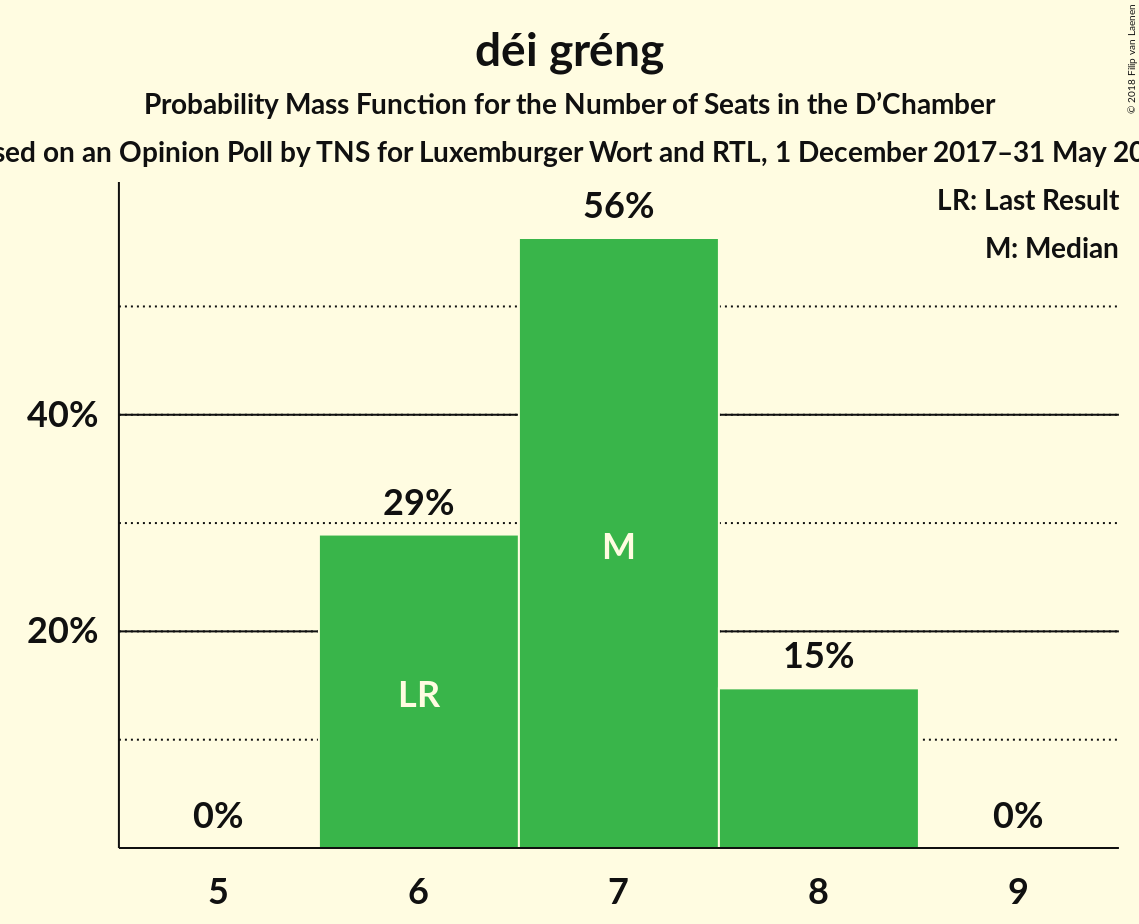 déi gréng
Probability Mass Function for the Number of Seats in the D’Chamber
on an Opinion Poll by TNS for Luxemburger Wort and RTL, 1 December 2017–31 May
© 2018 Filip van Laenen
LR: Last Result
M: Median
56%
40%
29%
M
20%
15%
LR
0%
0%
5
6
7
8
9